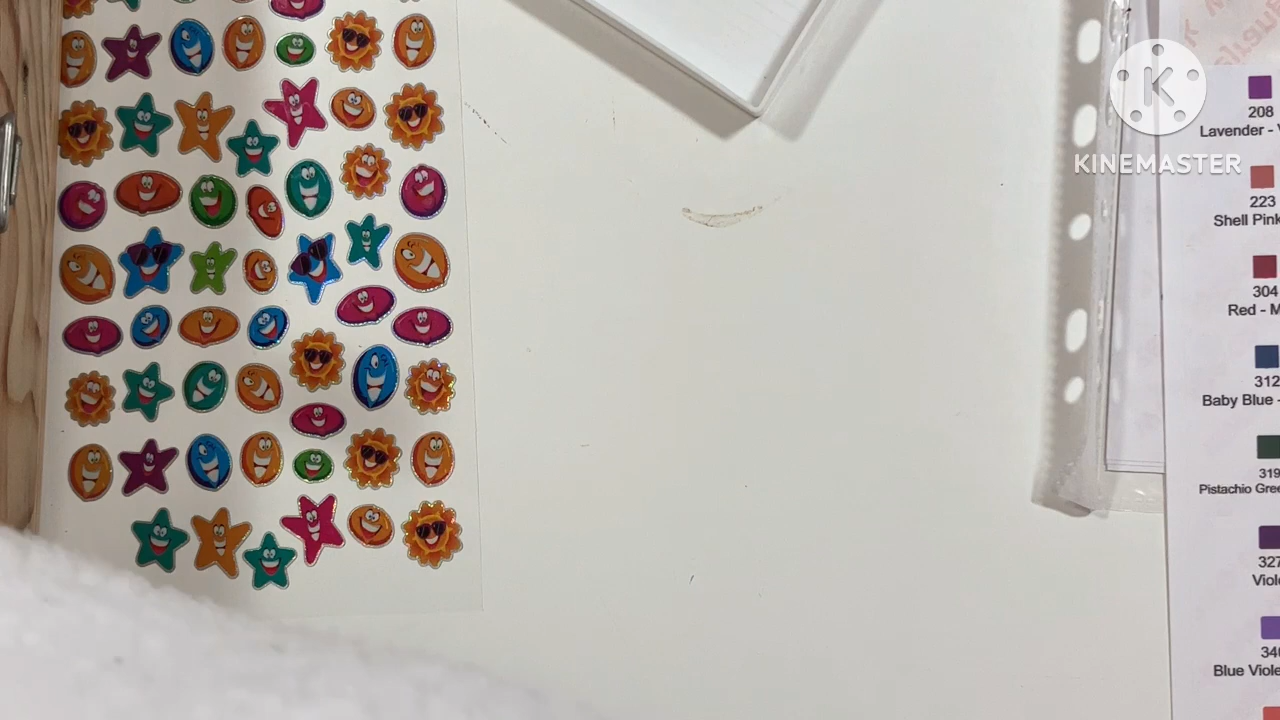 K
KINEMASTER
208
Lavender -
223
Shell Pink
304
Red - M
312
Baby Blue -
319
Pistachio Gree
327
Viole
340
Blue Viole